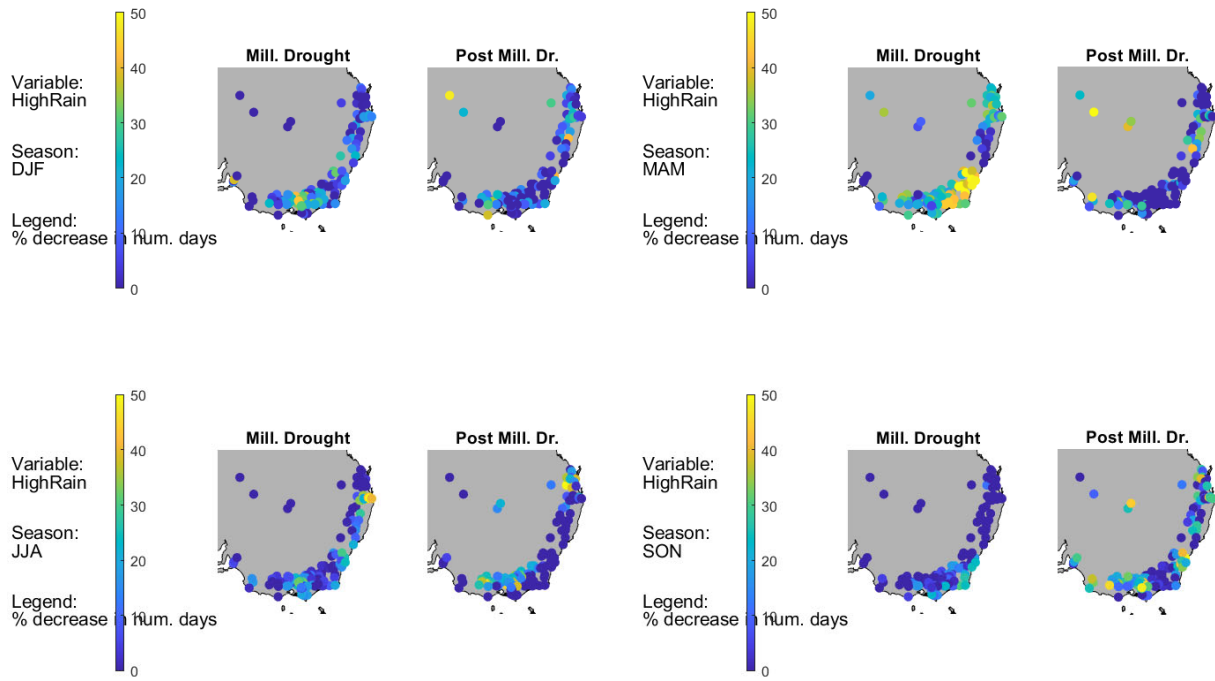 50
40
30
20
10
0
Variable:
HighRain
Season:
DJF
Legend:
% decrease in num. days
Mill. Drought
Post Mill. Dr.
50
40
30
20
10
0
Variable:
HighRain
Season:
MAM
Legend:
% decrease in num. days
Mill. Drought
Post Mill. Dr.
50
40
30
20
10
0
Variable:
HighRain
Season:
JJA
Legend:
% decrease in num. days
Mill. Drought
Post Mill. Dr.
50
40
30
20
10
0
Variable:
HighRain
Season:
SON
Legend:
% decrease in num. days
Mill. Drought
Post Mill. Dr.